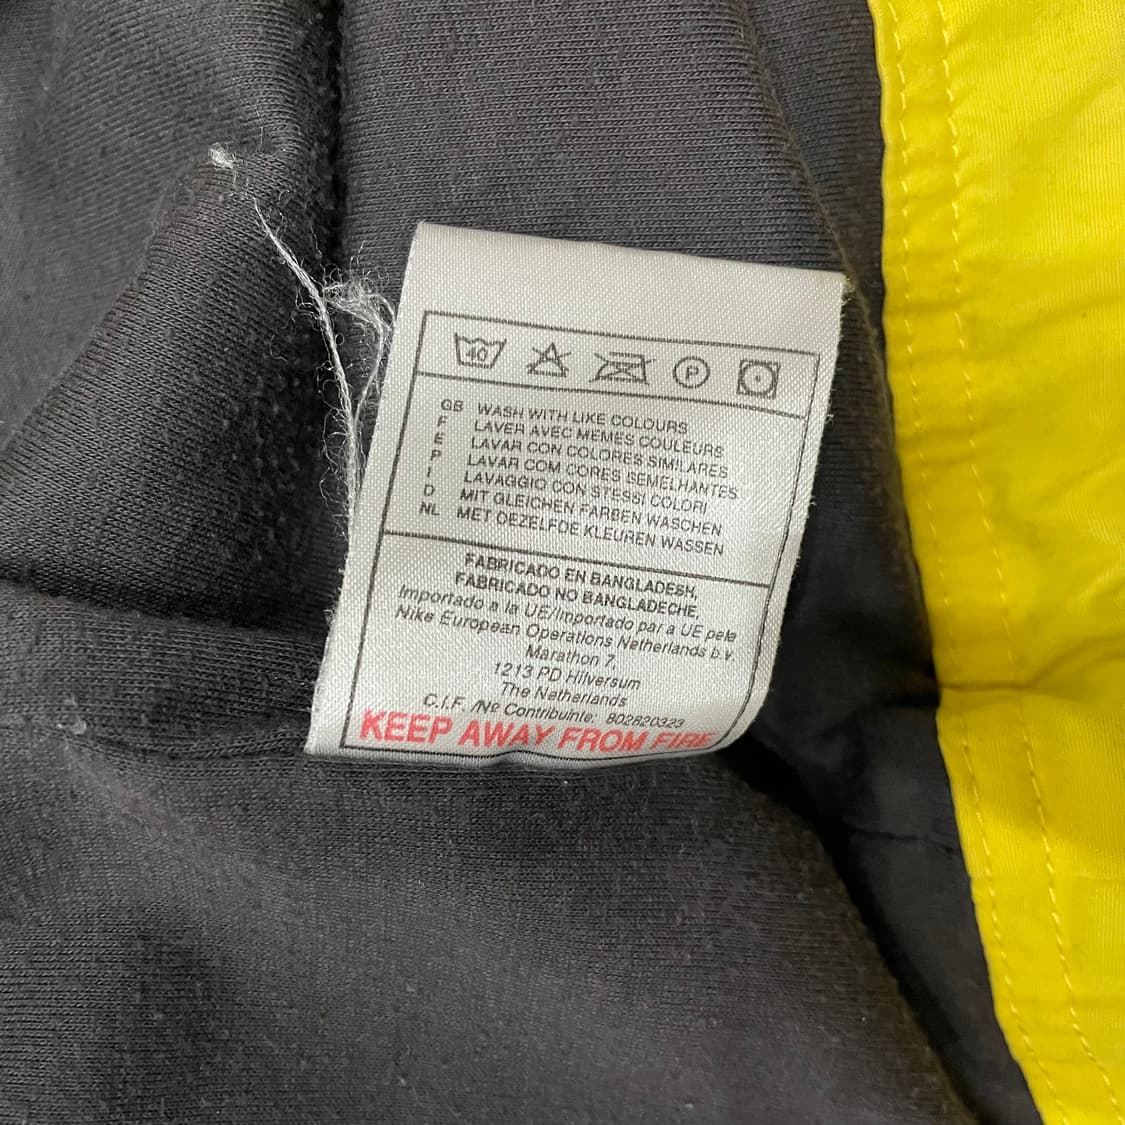 40 P
GB WASH WITH LIKE COLOURS
F LAVER AVEC MEMES COULEURS
E LAVAR CON COLORES SIMILARES
P LAVAR COM CORES SEMELHANTES
I LAVAGGIO CON STESSI COLORI
D MIT GLEICHEN FARBEN WASCHEN
NL MET DEZELFDE KLEUREN WASSEN
FABRICADO EN BANGLADESH,
FABRICADO NO BANGLADECHE,
Importado a la UE/Importado para UE pela
Nike European Operations Netherlands b.v.
Marathon 7,
1213 PD Hilversum
The Netherlands
C.I.F. /Nº Contribuinte: 802820323
KEEP AWAY FROM FIRE